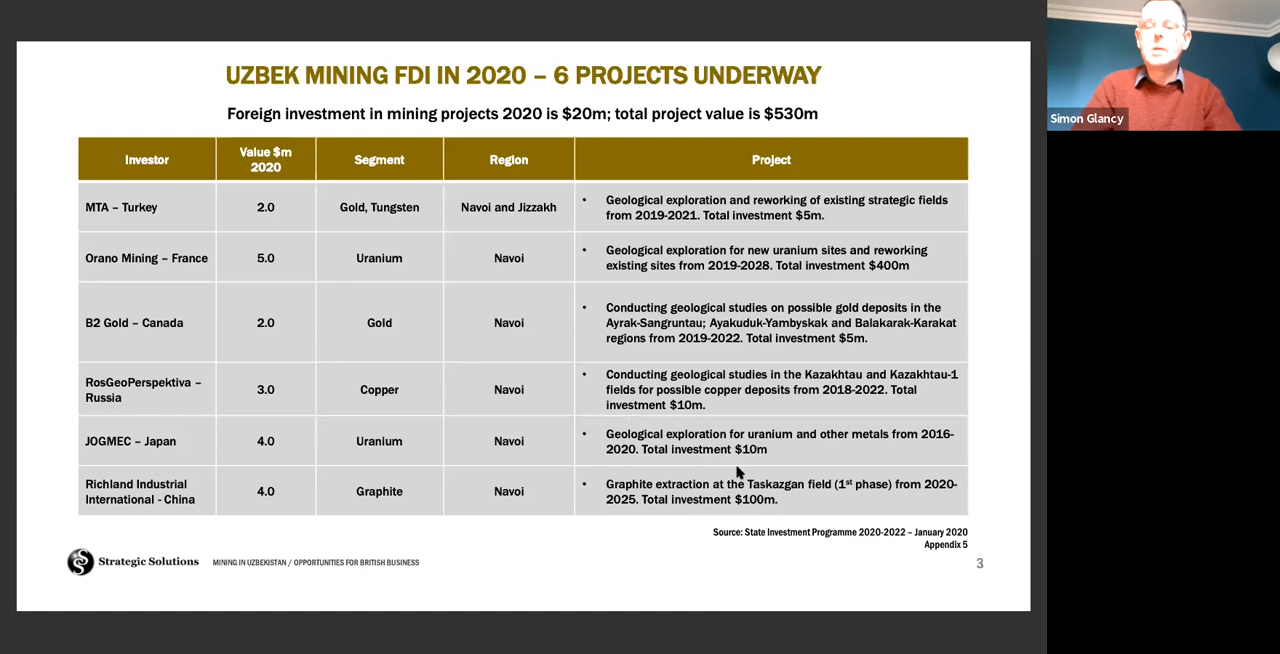 UZBEK MINING FDI IN 2020 – 6 PROJECTS UNDERWAY
Foreign investment in mining projects 2020 is $20m; total project value is $530m
Investor
Value $m
2020
Segment
Region
Project
MTA – Turkey
2.0
Gold, Tungsten
Navoi and Jizzakh
• Geological exploration and reworking of existing strategic fields
from 2019-2021. Total investment $5m.
Orano Mining – France
5.0
Uranium
Navoi
• Geological exploration for new uranium sites and reworking
existing sites from 2019-2028. Total investment $400m
B2 Gold – Canada
2.0
Gold
Navoi
• Conducting geological studies on possible gold deposits in the
Ayrak-Sangruntau; Ayakuduk-Yambyskak and Balakarak-Karakat
regions from 2019-2022. Total investment $5m.
RosGeoPerspektiva –
Russia
3.0
Copper
Navoi
• Conducting geological studies in the Kazakhtau and Kazakhtau-1
fields for possible copper deposits from 2018-2022. Total
investment $10m.
JOGMEC – Japan
4.0
Uranium
Navoi
• Geological exploration for uranium and other metals from 2016-
2020. Total investment $10m
Richland Industrial
International - China
4.0
Graphite
Navoi
• Graphite extraction at the Taskazgan field (1st phase) from 2020-
2025. Total investment $100m.
Source: State Investment Programme 2020-2022 – January 2020
Appendix 5
Strategic Solutions
MINING IN UZBEKISTAN / OPPORTUNITIES FOR BRITISH BUSINESS
3
Simon Glancy